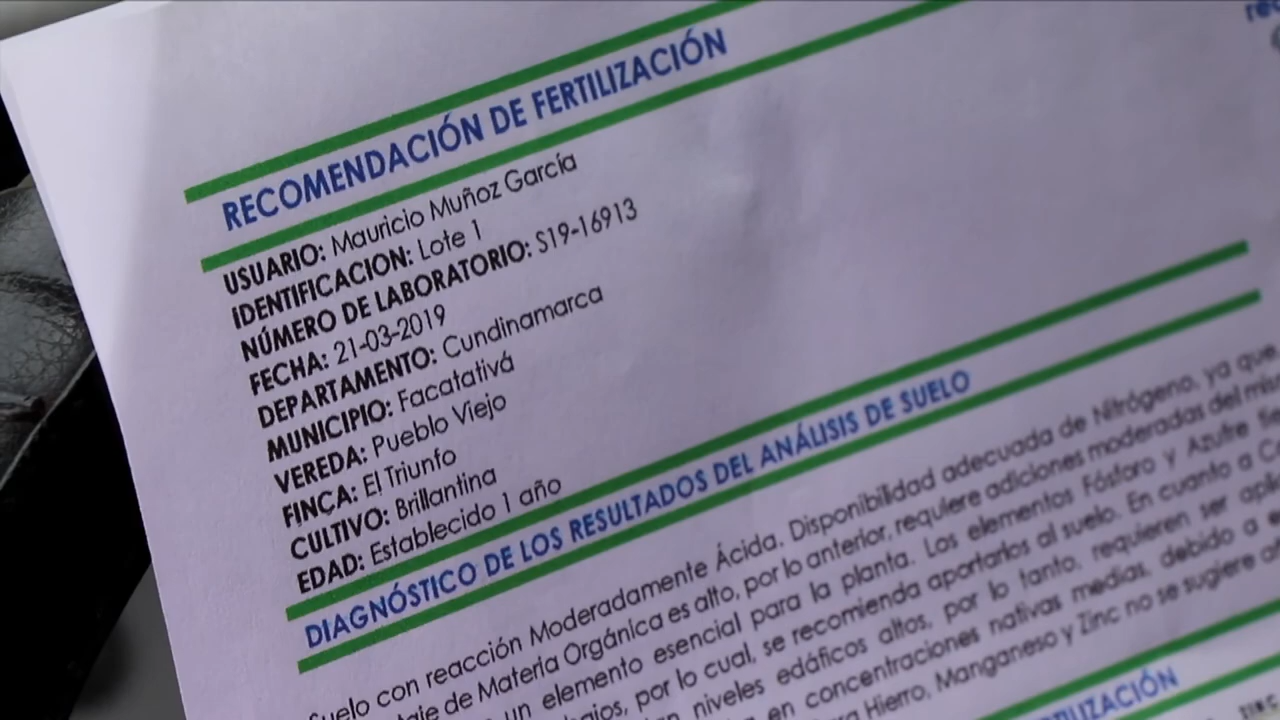 RECOMENDACIÓN DE FERTILIZACIÓN
USUARIO: Mauricio Muñoz García
IDENTIFICACION: Lote 1
NÚMERO DE LABORATORIO: S19-16913
FECHA: 21-03-2019
DEPARTAMENTO: Cundinamarca
MUNICIPIO: Facatativá
VEREDA: Pueblo Viejo
FINCA: El Triunfo
CULTIVO: Brillantina
EDAD: Establecido 1 año
DIAGNÓSTICO DE LOS RESULTADOS DEL ANÁLISIS DE SUELO
Suelo con reacción Moderadamente Ácida. Disponibilidad adecuada de Nitrógeno, ya que
de Materia Orgánica es alto, por lo anterior, requiere adiciones moderadas del
un elemento esencial para la planta. Los elementos Fósforo y Azufre
por lo cual, se recomienda aportarlos al suelo. En cuanto a
niveles edáficos altos, por lo tanto, requieren ser
en concentraciones nativas medias, debido a
Hierro, Manganeso y Zinc no se sugiere